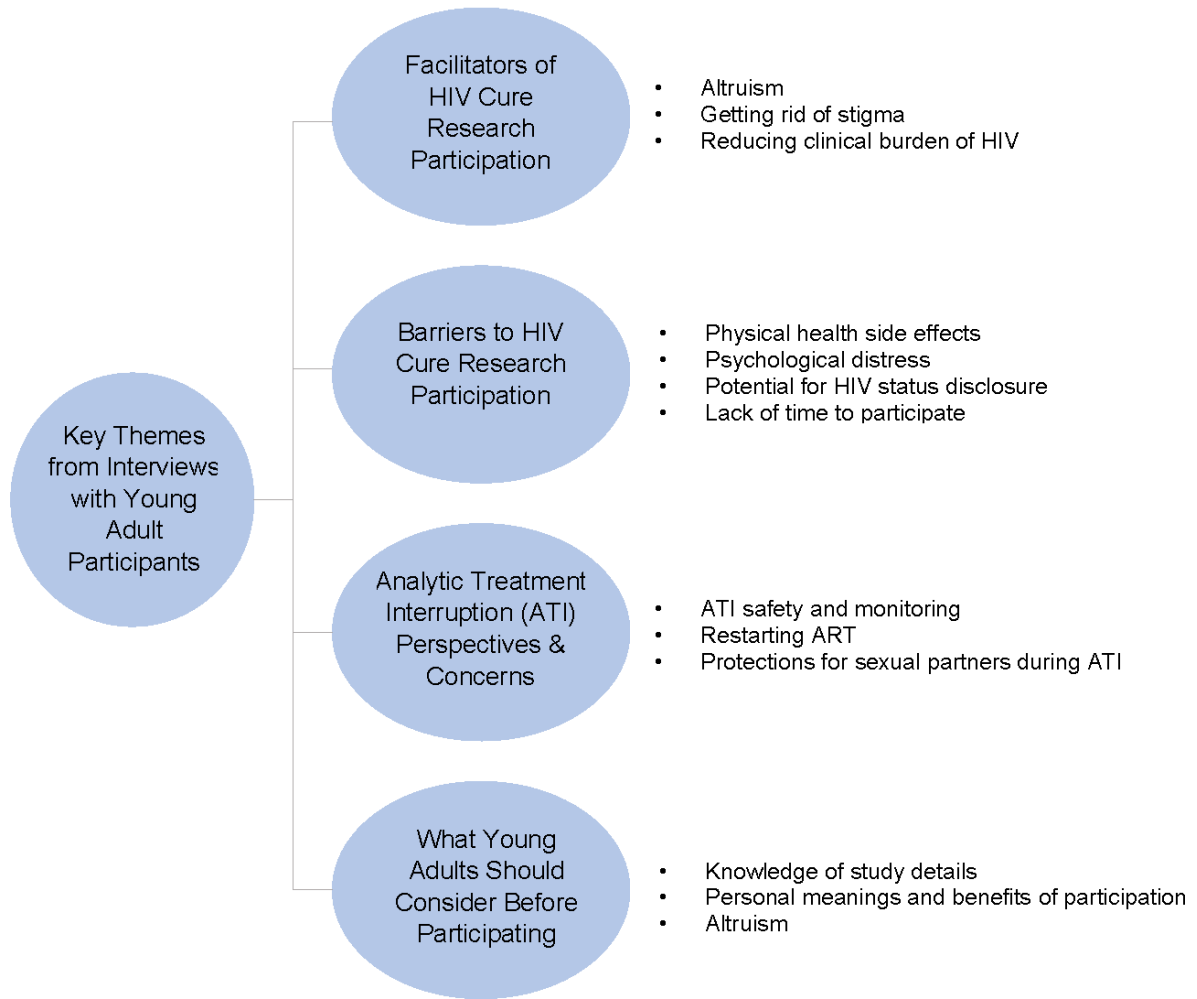 Key Themes
from Interviews
with Young
Adult
Participants
Facilitators of
HIV Cure
Research
Participation
• Altruism
• Getting rid of stigma
• Reducing clinical burden of HIV
Barriers to HIV
Cure Research
Participation
• Physical health side effects
• Psychological distress
• Potential for HIV status disclosure
• Lack of time to participate
Analytic Treatment
Interruption (ATI)
Perspectives &
Concerns
• ATI safety and monitoring
• Restarting ART
• Protections for sexual partners during ATI
What Young
Adults Should
Consider Before
Participating
• Knowledge of study details
• Personal meanings and benefits of participation
• Altruism